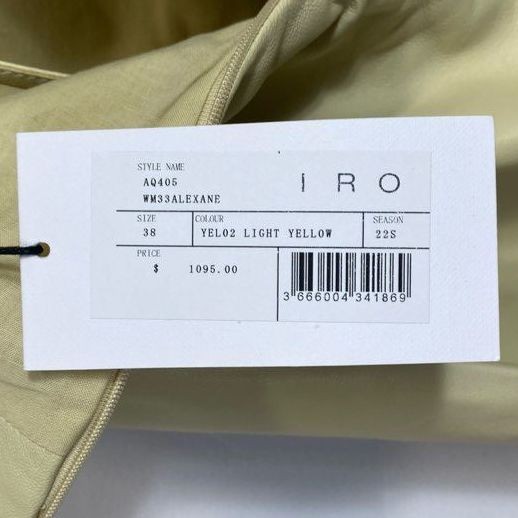 STYLE NAME
AQ405
WM33ALEXANE
IRO
SIZE
38
COLOUR
YEL02 LIGHT YELLOW
SEASON
22S
PRICE
$ 1095.00
3 666004 341869